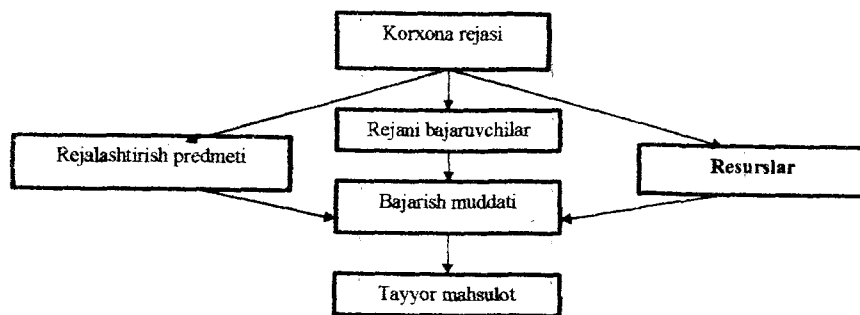 Korxona rejasi
Rejani bajaruvchilar
Rejalashtirish predmeti
Resurslar
Bajarish muddati
Tayyor mahsulot